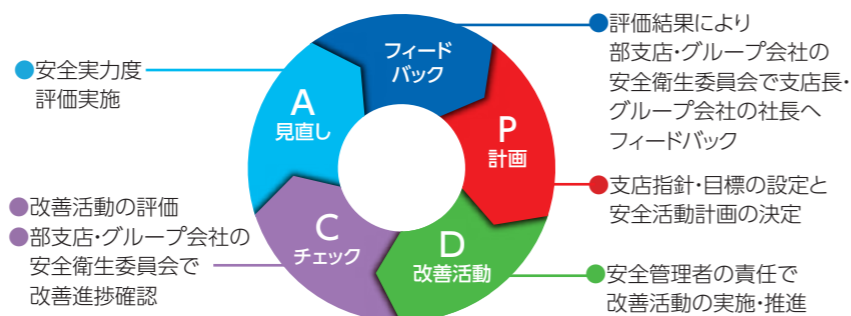 フィード
バック
P
計画
D
改善活動
C
チェック
A
見直し
●評価結果により
部支店・グループ会社の
安全衛生委員会で支店長・
グループ会社の社長へ
フィードバック
●支店指針・目標の設定と
安全活動計画の決定
●安全管理者の責任で
改善活動の実施・推進
●改善活動の評価
●部支店・グループ会社の
安全衛生委員会で
改善進捗確認
●安全実力度
評価実施